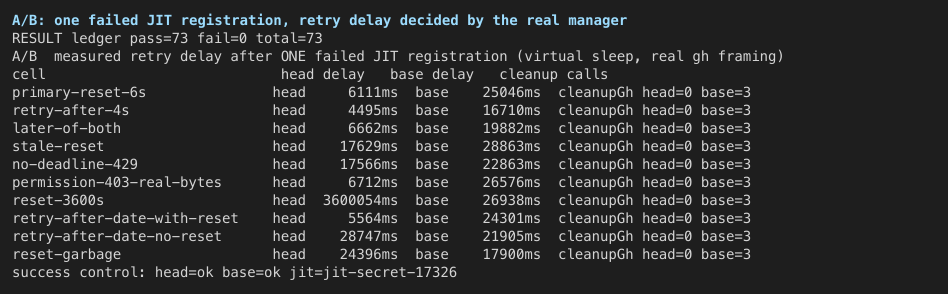 A/B: one failed JIT registration, retry delay decided by the real manager
RESULT ledger pass=73 fail=0 total=73
A/B  measured retry delay after ONE failed JIT registration (virtual sleep, real gh framing)
cell                             head delay   base delay   cleanup calls
primary-reset-6s                head     6111ms  base    25046ms  cleanupGh head=0 base=3
retry-after-4s                  head     4495ms  base    16710ms  cleanupGh head=0 base=3
later-of-both                   head     6662ms  base    19882ms  cleanupGh head=0 base=3
stale-reset                     head    17629ms  base    28863ms  cleanupGh head=0 base=3
no-deadline-429                 head    17566ms  base    22863ms  cleanupGh head=0 base=3
permission-403-real-bytes       head     6712ms  base    26576ms  cleanupGh head=0 base=3
reset-3600s                     head  3600054ms  base    26938ms  cleanupGh head=0 base=3
retry-after-date-with-reset     head     5564ms  base    24301ms  cleanupGh head=0 base=3
retry-after-date-no-reset       head    28747ms  base    21905ms  cleanupGh head=0 base=3
reset-garbage                   head    24396ms  base    17900ms  cleanupGh head=0 base=3
success control: head=ok base=ok jit=jit-secret-17326